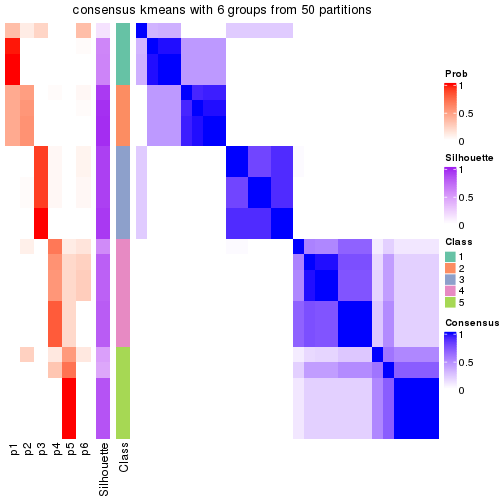 consensus kmeans with 6 groups from 50 partitions
Prob
1
0.5
0
Silhouette
1
0.5
0
Class
1
2
3
4
5
Consensus
1
0.5
0
p1
p2
p3
p4
p5
p6
Silhouette
Class